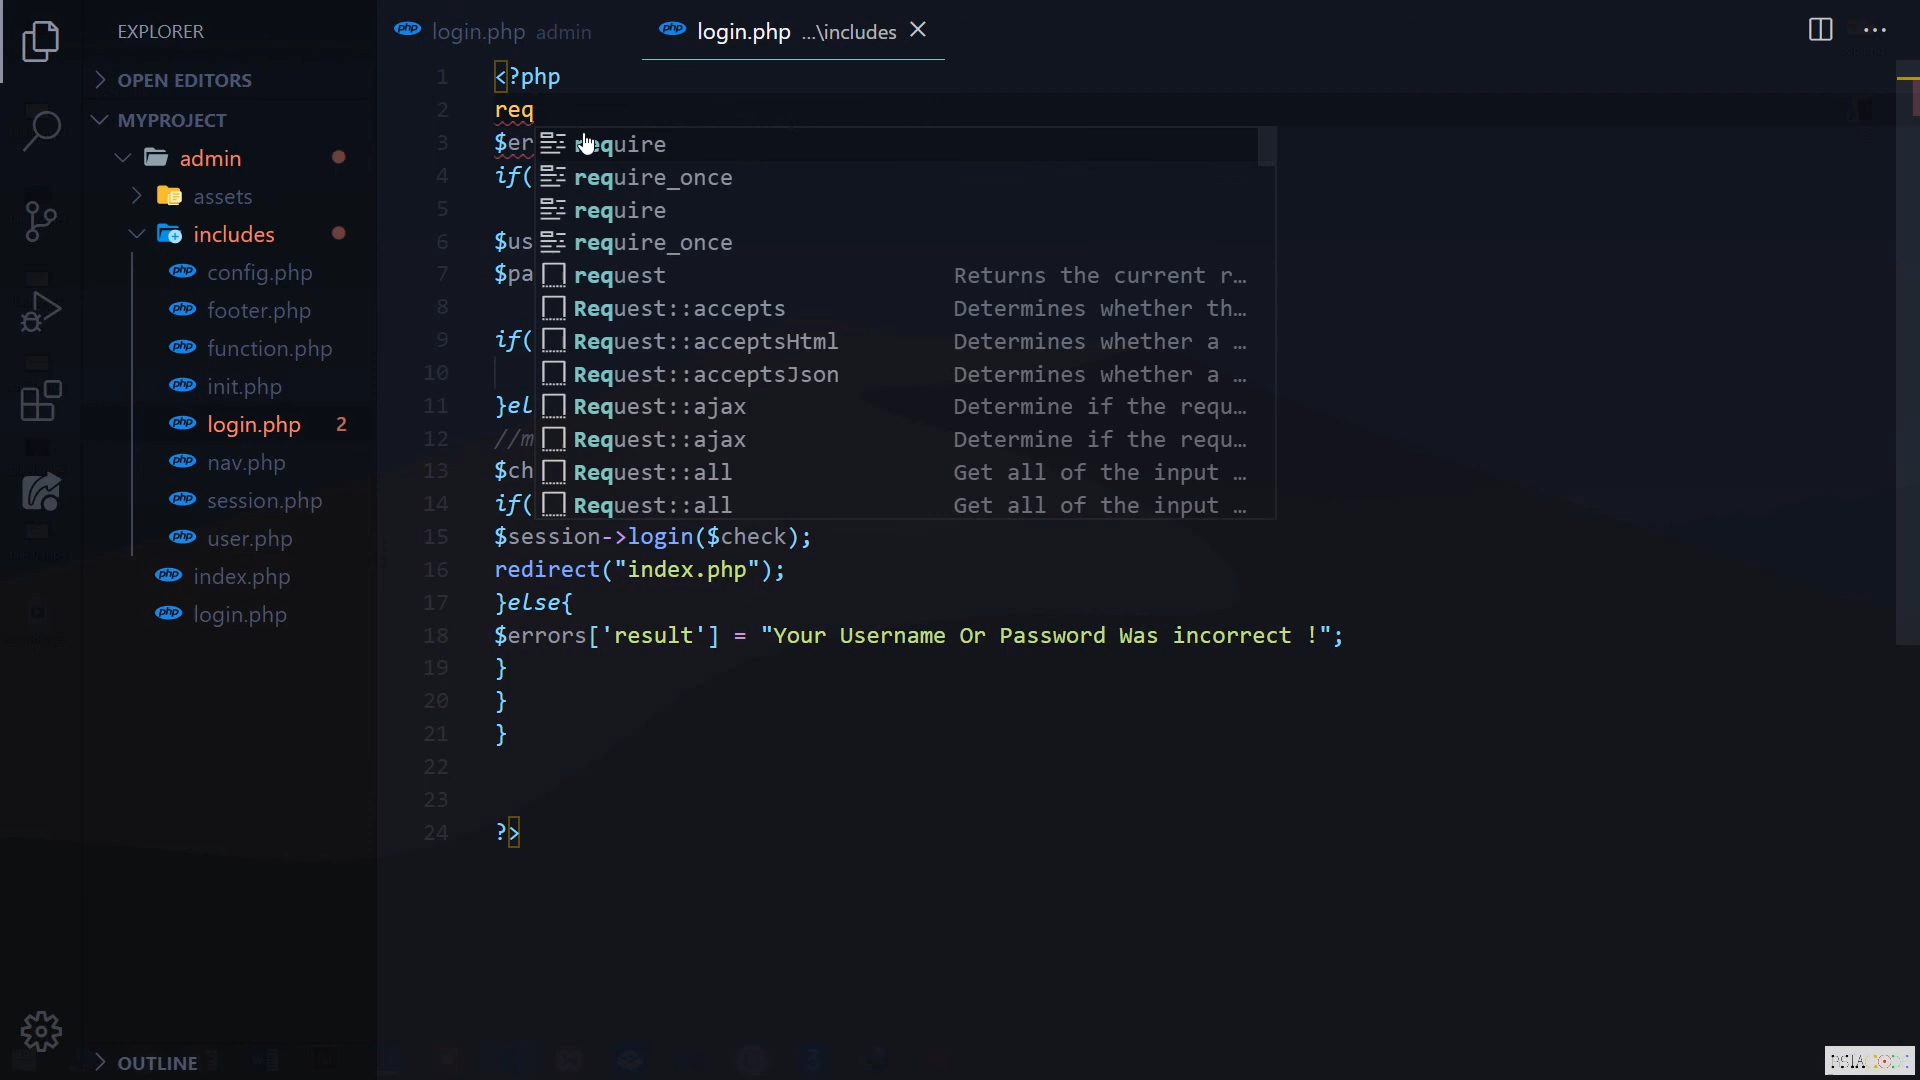 EXPLORER
OPEN EDITORS
MYPROJECT
admin
assets
includes
config.php
footer.php
function.php
init.php
login.php 2
nav.php
session.php
user.php
index.php
login.php
OUTLINE
login.php admin
login.php ...\includes
1 <?php
2 req
3 $er
4 if(
5
6 $us
7 $pa
8
9 if(
10
11 }el
12 //m
13 $ch
14 if(
15 $session->login($check);
16 redirect("index.php");
17 }else{
18 $errors['result'] = "Your Username Or Password Was incorrect !";
19 }
20 }
21 }
22
23
24 ?>
require
require_once
require
require_once
request Returns the current r…
Request::accepts Determines whether th…
Request::acceptsHtml Determines whether a …
Request::acceptsJson Determines whether a …
Request::ajax Determine if the requ…
Request::ajax Determine if the requ…
Request::all Get all of the input …
Request::all Get all of the input …